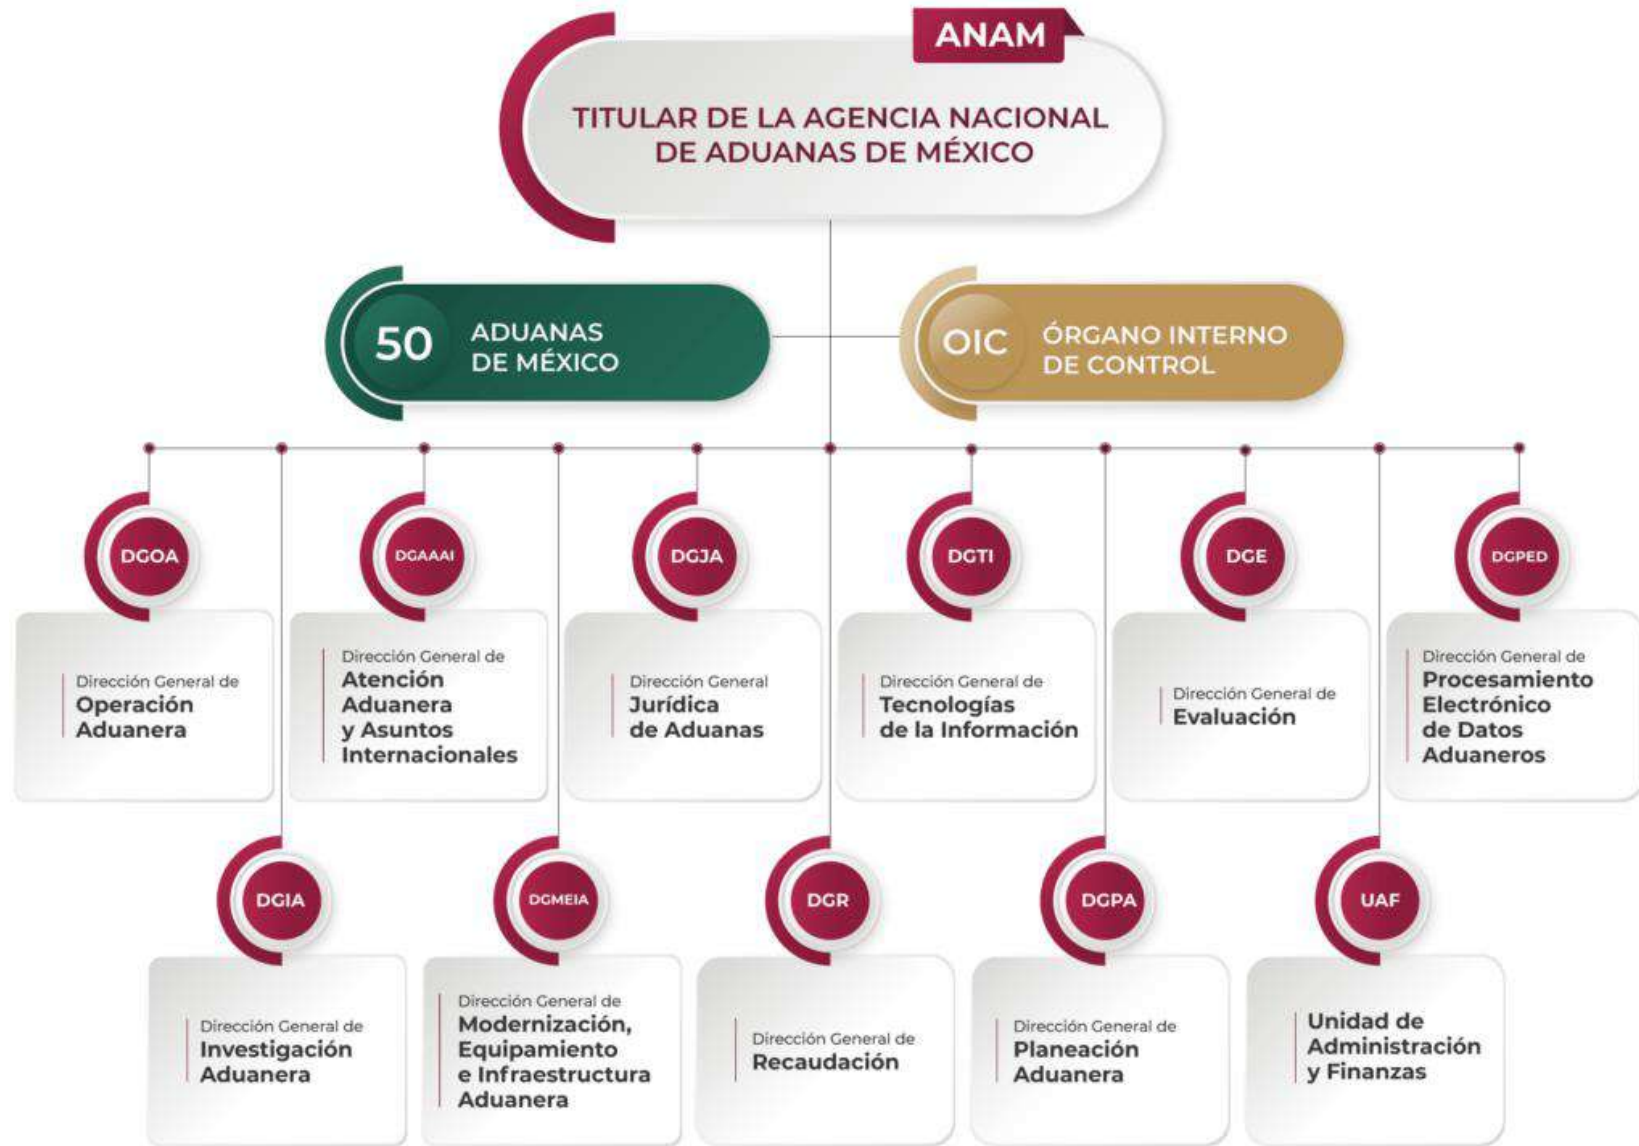 ANAM
TITULAR DE LA AGENCIA NACIONAL
DE ADUANAS DE MÉXICO
50
ADUANAS
DE MÉXICO
OIC
ÓRGANO INTERNO
DE CONTROL
DGOA
Dirección General de
Operación
Aduanera
DGAAAI
Dirección General de
Atención
Aduanera
y Asuntos
Internacionales
DGJA
Dirección General
Jurídica
de Aduanas
DGTI
Dirección General de
Tecnologías
de la Información
DGE
Dirección General de
Evaluación
DGPED
Dirección General de
Procesamiento
Electrónico
de Datos
Aduaneros
DGIA
Dirección General de
Investigación
Aduanera
DGMEIA
Dirección General de
Modernización,
Equipamiento
e Infraestructura
Aduanera
DGR
Dirección General de
Recaudación
DGPA
Dirección General de
Planeación
Aduanera
UAF
Unidad de
Administración
y Finanzas